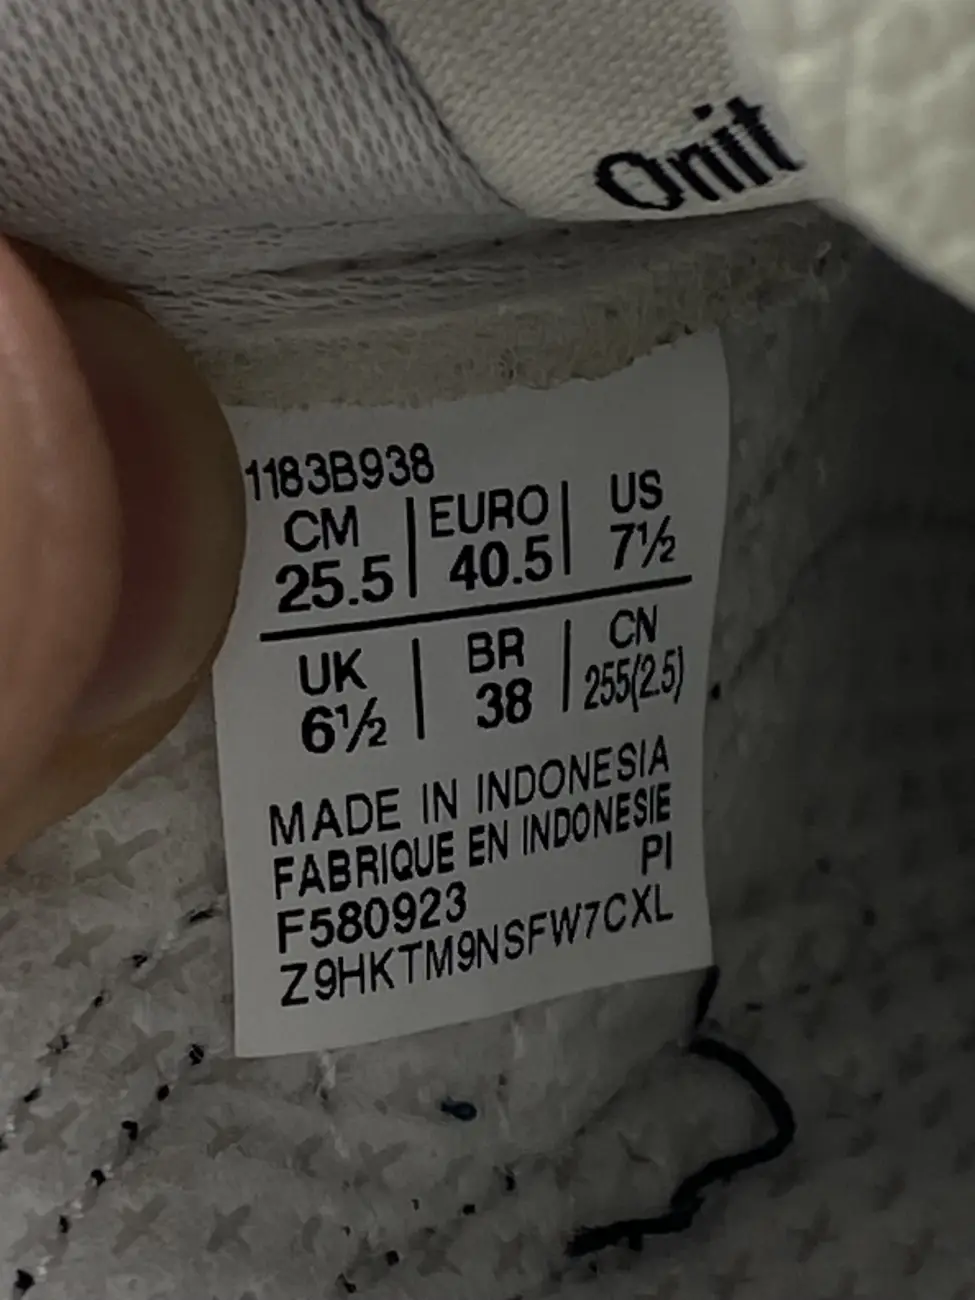 Onit
1183B938
CM | EURO | US
25.5 | 40.5 | 7½
UK | BR | CN
6½ | 38 | 255(2.5)
MADE IN INDONESIA
FABRIQUE EN INDONESIE
PI
F580923
Z9HKTM9NSFW7CXL